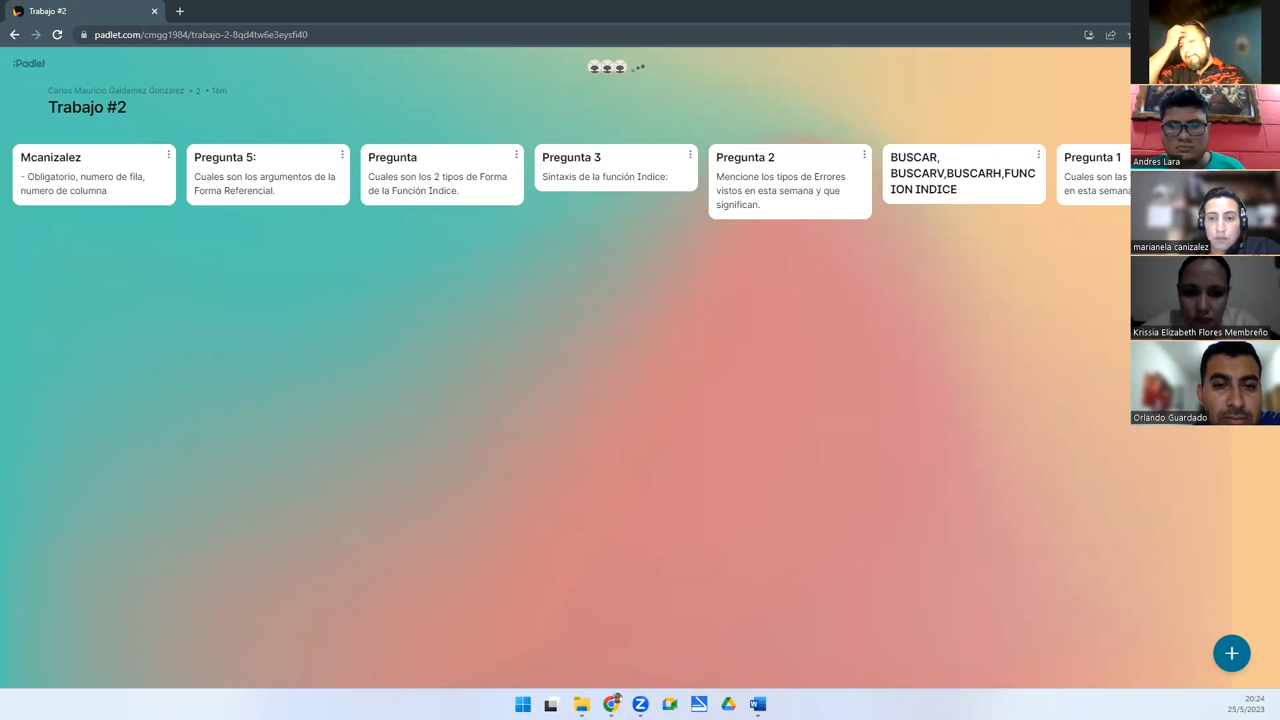 Trabajo #2
padlet.com/cmgg1984/trabajo-2-8qd4tw6e3eysfi40
:Padlet
Carlos Mauricio Galdamez Gonzalez • 2 • 16m
Trabajo #2
Mcanizalez
- Obligatorio, numero de fila,
numero de columna
Pregunta 5:
Cuales son los argumentos de la
Forma Referencial.
Pregunta
Cuales son los 2 tipos de Forma
de la Función Indice.
Pregunta 3
Sintaxis de la función Indice:
Pregunta 2
Mencione los tipos de Errores
vistos en esta semana y que
significan.
BUSCAR,
BUSCARV,BUSCARH,FUNC
ION INDICE
Pregunta 1
Cuales son las
en esta semana
Andres Lara
marianela canizalez
Krissia Elizabeth Flores Membreño
Orlando Guardado
20:24
25/5/2023